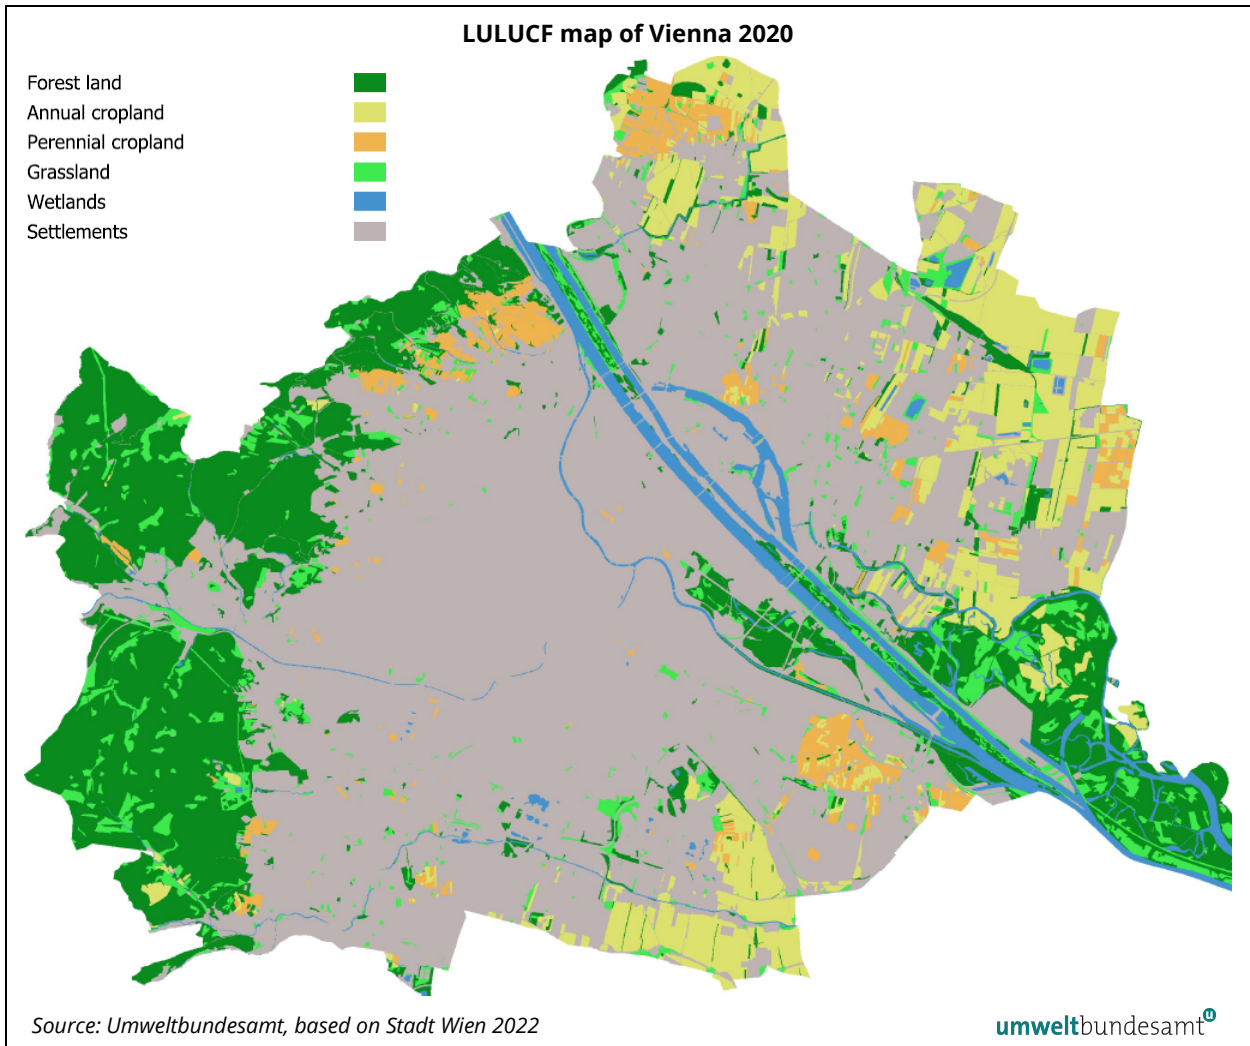 LULUCF map of Vienna 2020
Forest land
Annual cropland
Perennial cropland
Grassland
Wetlands
Settlements
Source: Umweltbundesamt, based on Stadt Wien 2022
umweltbundesamt u